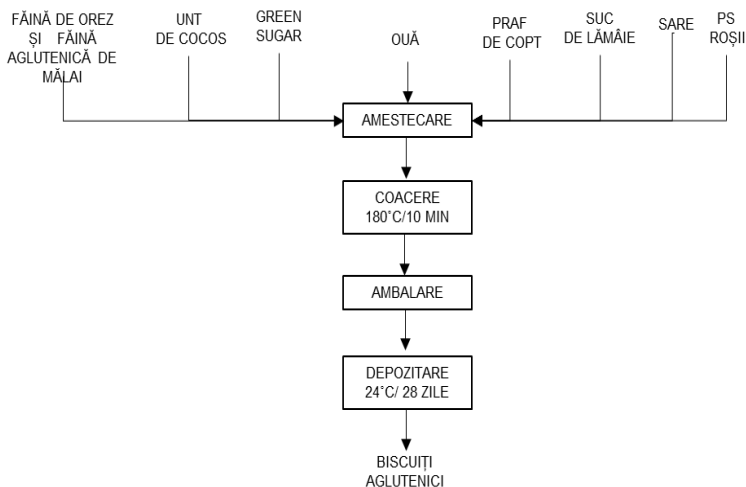 FĂINĂ DE OREZ
ȘI FĂINĂ
AGLUTENICĂ DE
MĂLAI
UNT
DE COCOS
GREEN
SUGAR
OUĂ
PRAF
DE COPT
SUC
DE LĂMÂIE
SARE
PS
ROȘII
AMESTECARE
COACERE
180˚C/10 MIN
AMBALARE
DEPOZITARE
24˚C/ 28 ZILE
BISCUIȚI
AGLUTENICI